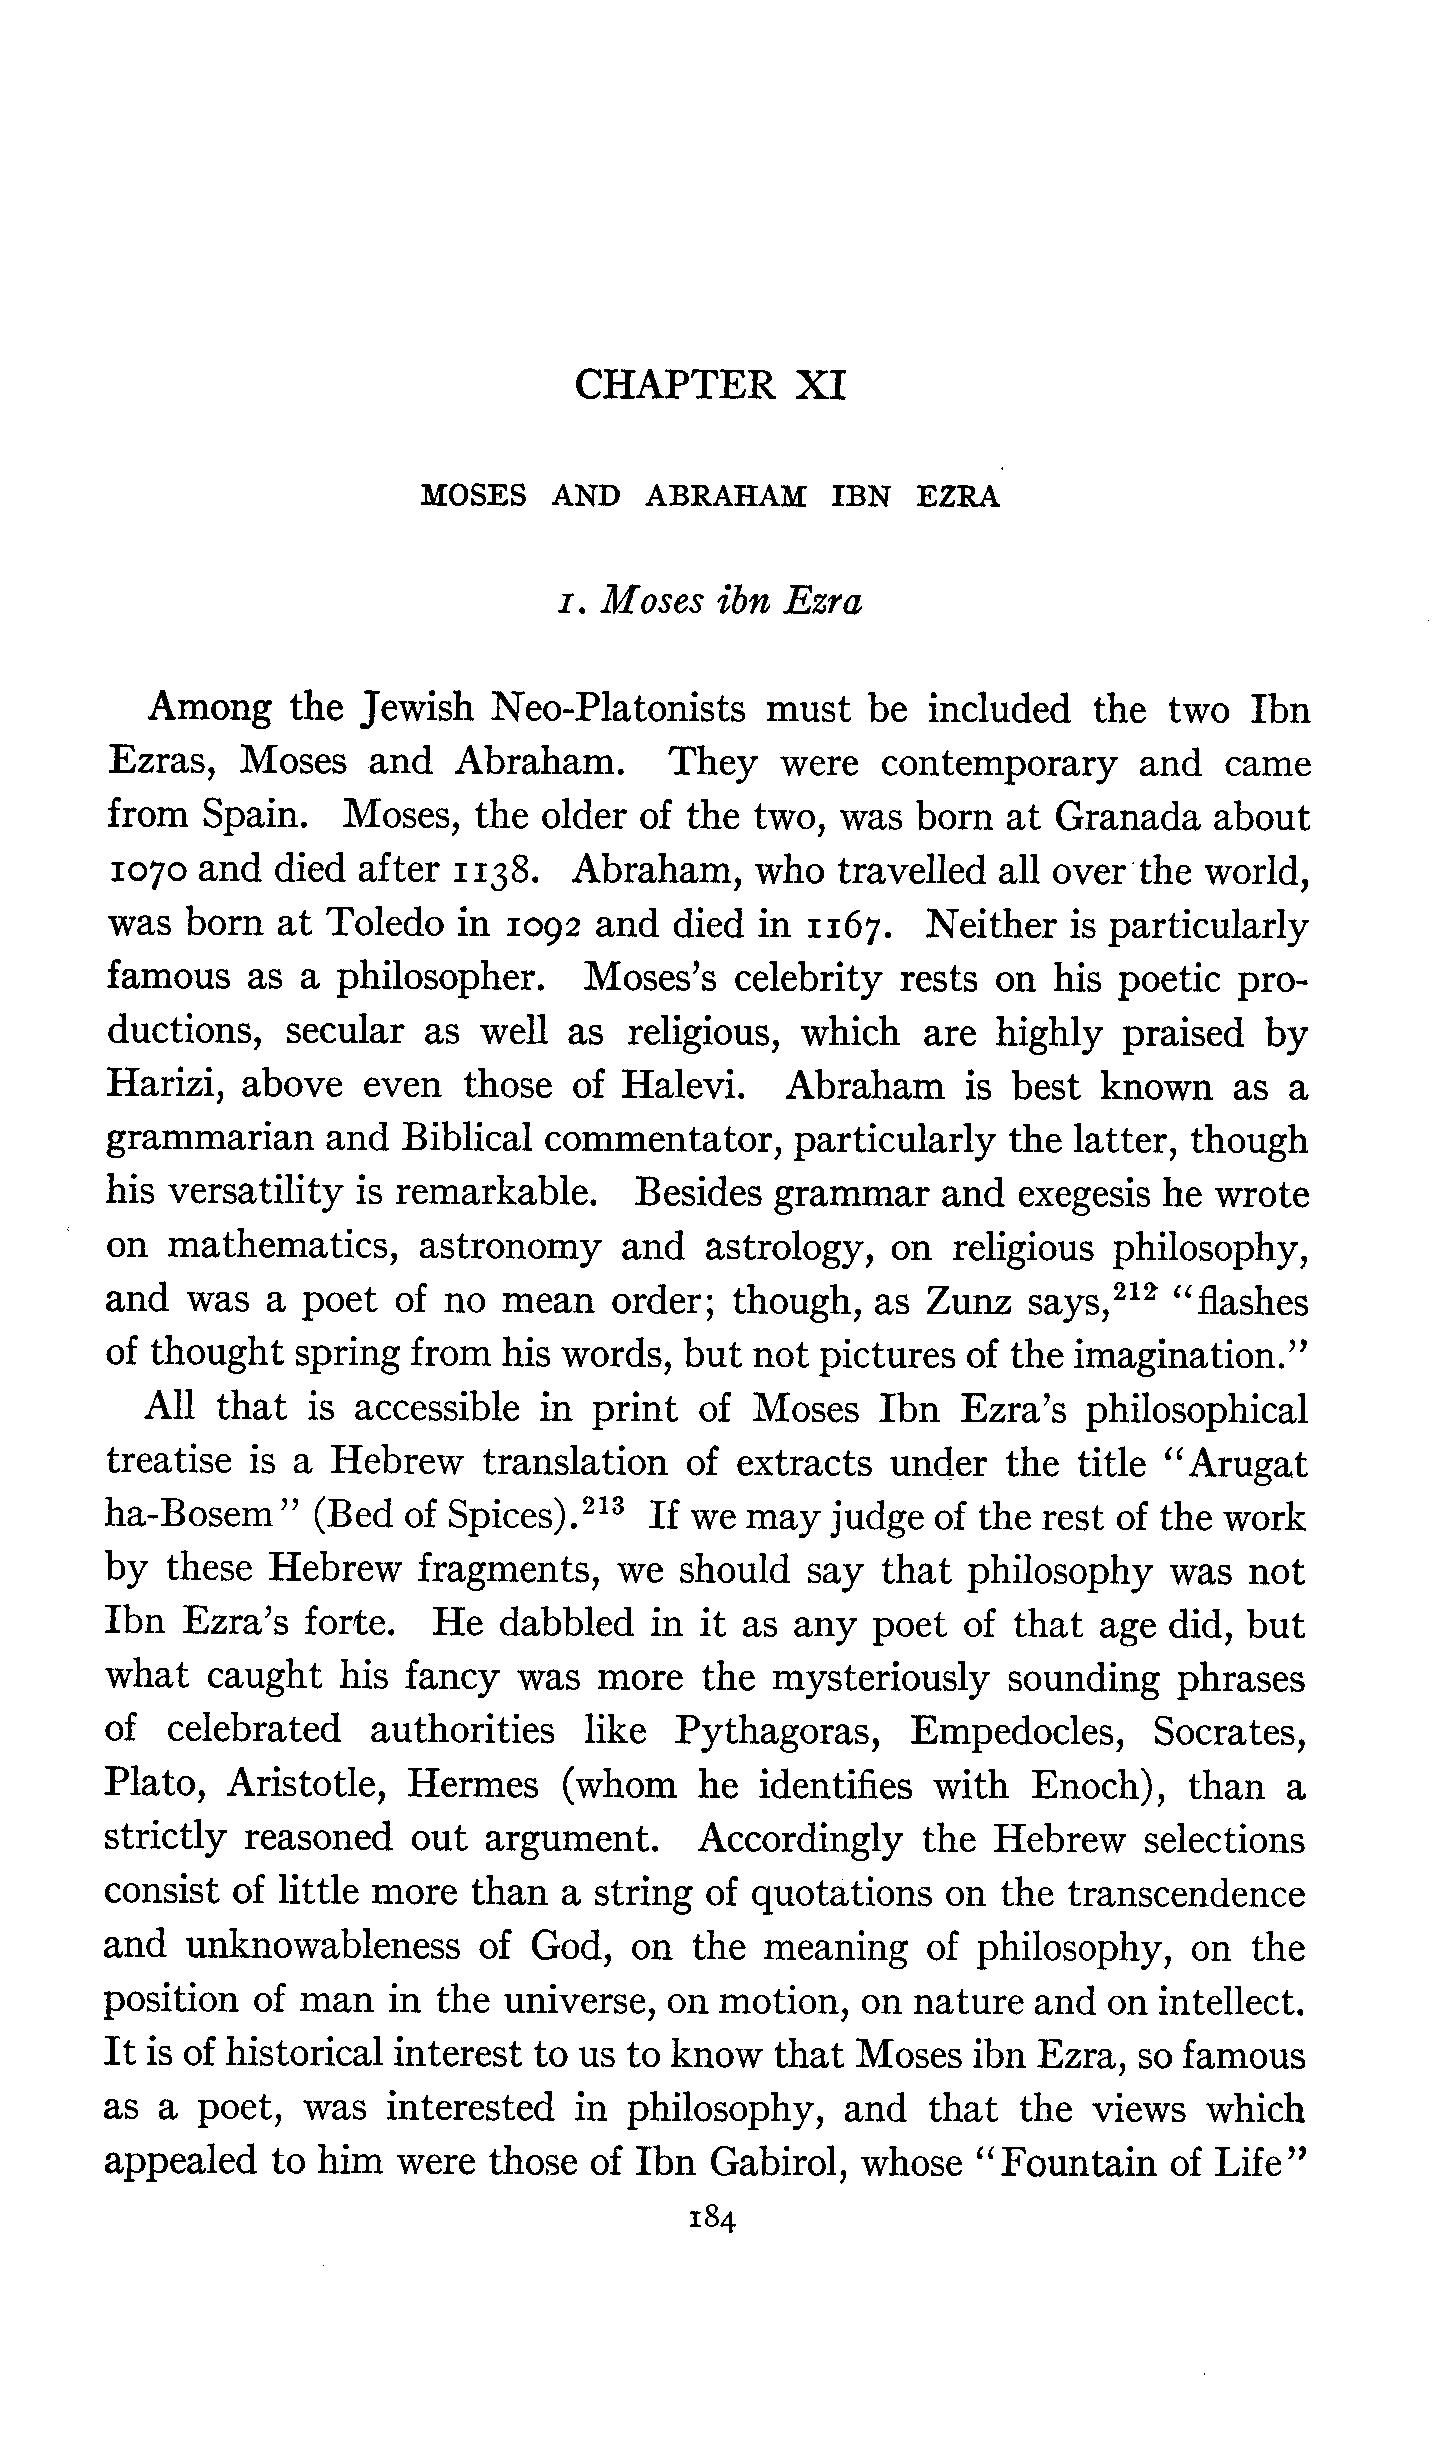 CHAPTER XI
MOSES AND ABRAHAM IBN EZRA
1. Moses ibn Ezra
Among the Jewish Neo-Platonists must be included the two Ibn
Ezras, Moses and Abraham. They were contemporary and came
from Spain. Moses, the older of the two, was born at Granada about
1070 and died after 1138. Abraham, who travelled all over the world,
was born at Toledo in 1092 and died in 1167. Neither is particularly
famous as a philosopher. Moses's celebrity rests on his poetic pro-
ductions, secular as well as religious, which are highly praised by
Harizi, above even those of Halevi. Abraham is best known as a
grammarian and Biblical commentator, particularly the latter, though
his versatility is remarkable. Besides grammar and exegesis he wrote
on mathematics, astronomy and astrology, on religious philosophy,
and was a poet of no mean order; though, as Zunz says,²¹² "flashes
of thought spring from his words, but not pictures of the imagination."
All that is accessible in print of Moses Ibn Ezra's philosophical
treatise is a Hebrew translation of extracts under the title "Arugat
ha-Bosem" (Bed of Spices).²¹³ If we may judge of the rest of the work
by these Hebrew fragments, we should say that philosophy was not
Ibn Ezra's forte. He dabbled in it as any poet of that age did, but
what caught his fancy was more the mysteriously sounding phrases
of celebrated authorities like Pythagoras, Empedocles, Socrates,
Plato, Aristotle, Hermes (whom he identifies with Enoch), than a
strictly reasoned out argument. Accordingly the Hebrew selections
consist of little more than a string of quotations on the transcendence
and unknowableness of God, on the meaning of philosophy, on the
position of man in the universe, on motion, on nature and on intellect.
It is of historical interest to us to know that Moses ibn Ezra, so famous
as a poet, was interested in philosophy, and that the views which
appealed to him were those of Ibn Gabirol, whose "Fountain of Life"
184